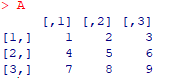 > A
[,1] [,2] [,3]
[1,] 1 2 3
[2,] 4 5 6
[3,] 7 8 9